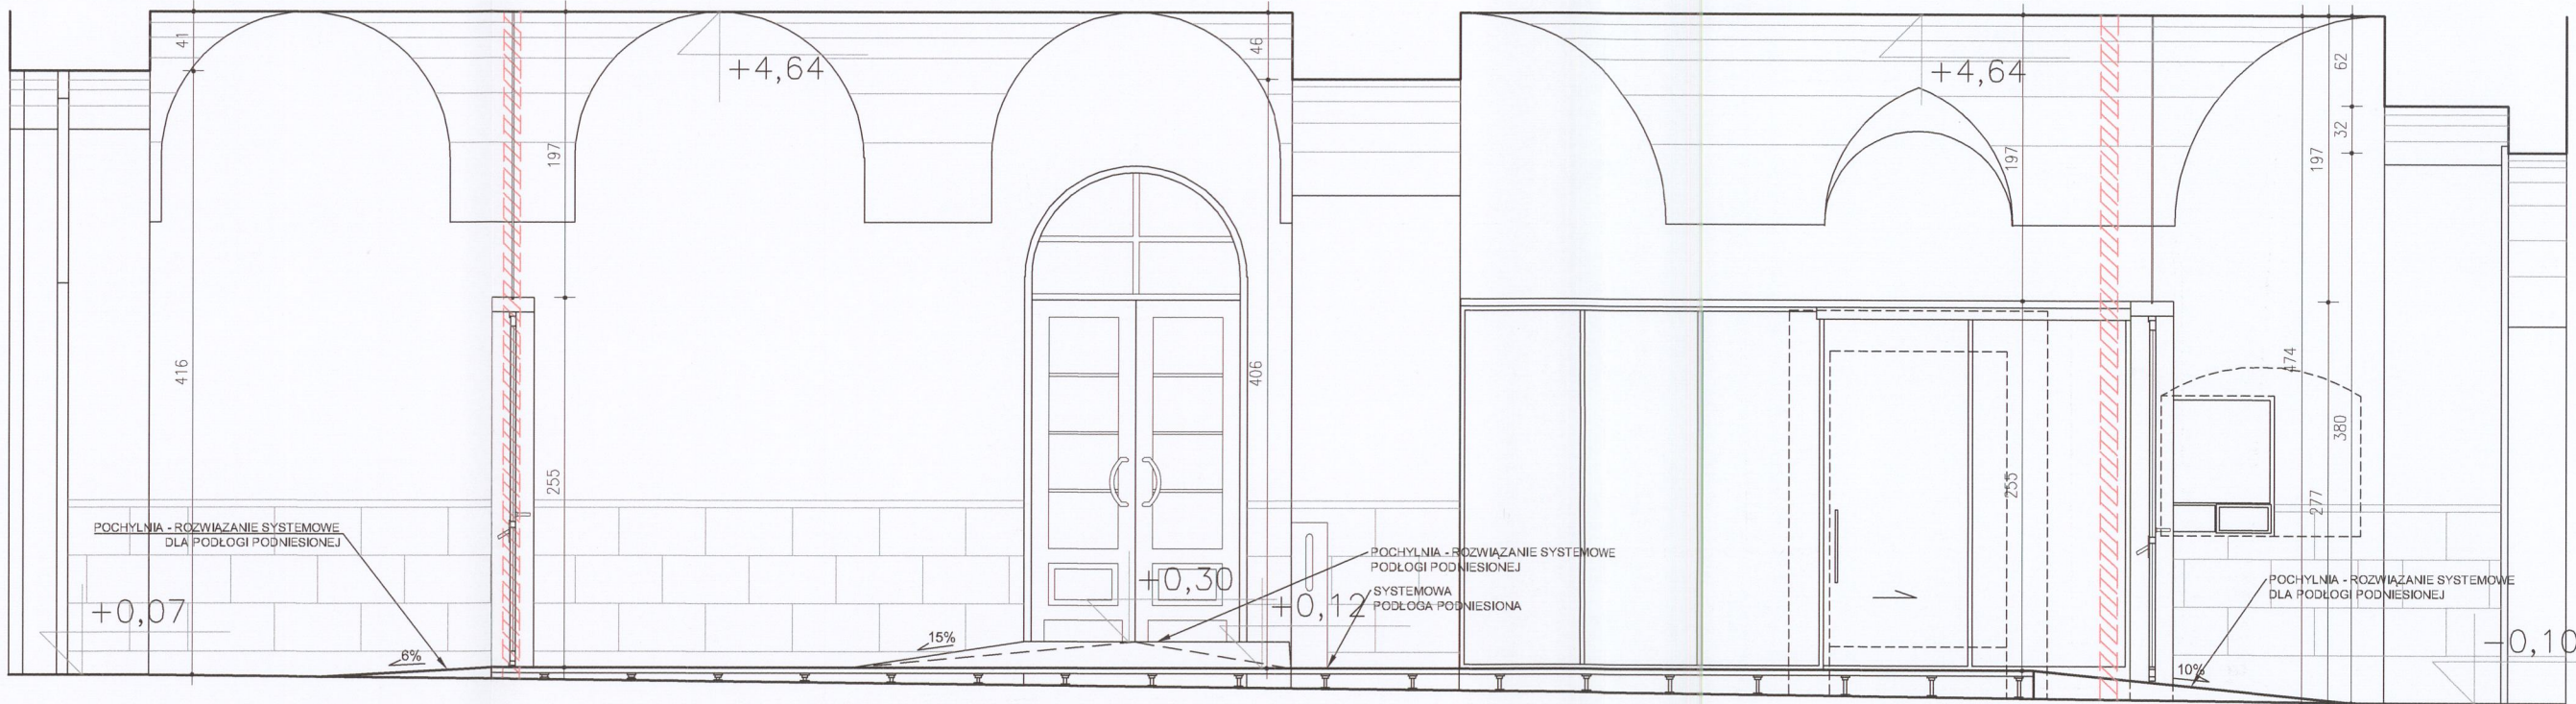 41
46
62
+4,64
+4,64
32
197
197
197
416
406
474
380
255
255
277
POCHYLNIA - ROZWIĄZANIE SYSTEMOWE
DLA PODŁOGI PODNIESIONEJ
POCHYLNIA - ROZWIĄZANIE SYSTEMOWE
PODŁOGI PODNIESIONEJ
SYSTEMOWA
PODŁOGA PODNIESIONA
POCHYLNIA - ROZWIĄZANIE SYSTEMOWE
DLA PODŁOGI PODNIESIONEJ
+0,07
+0,30
+0,12
-0,10
6%
15%
10%